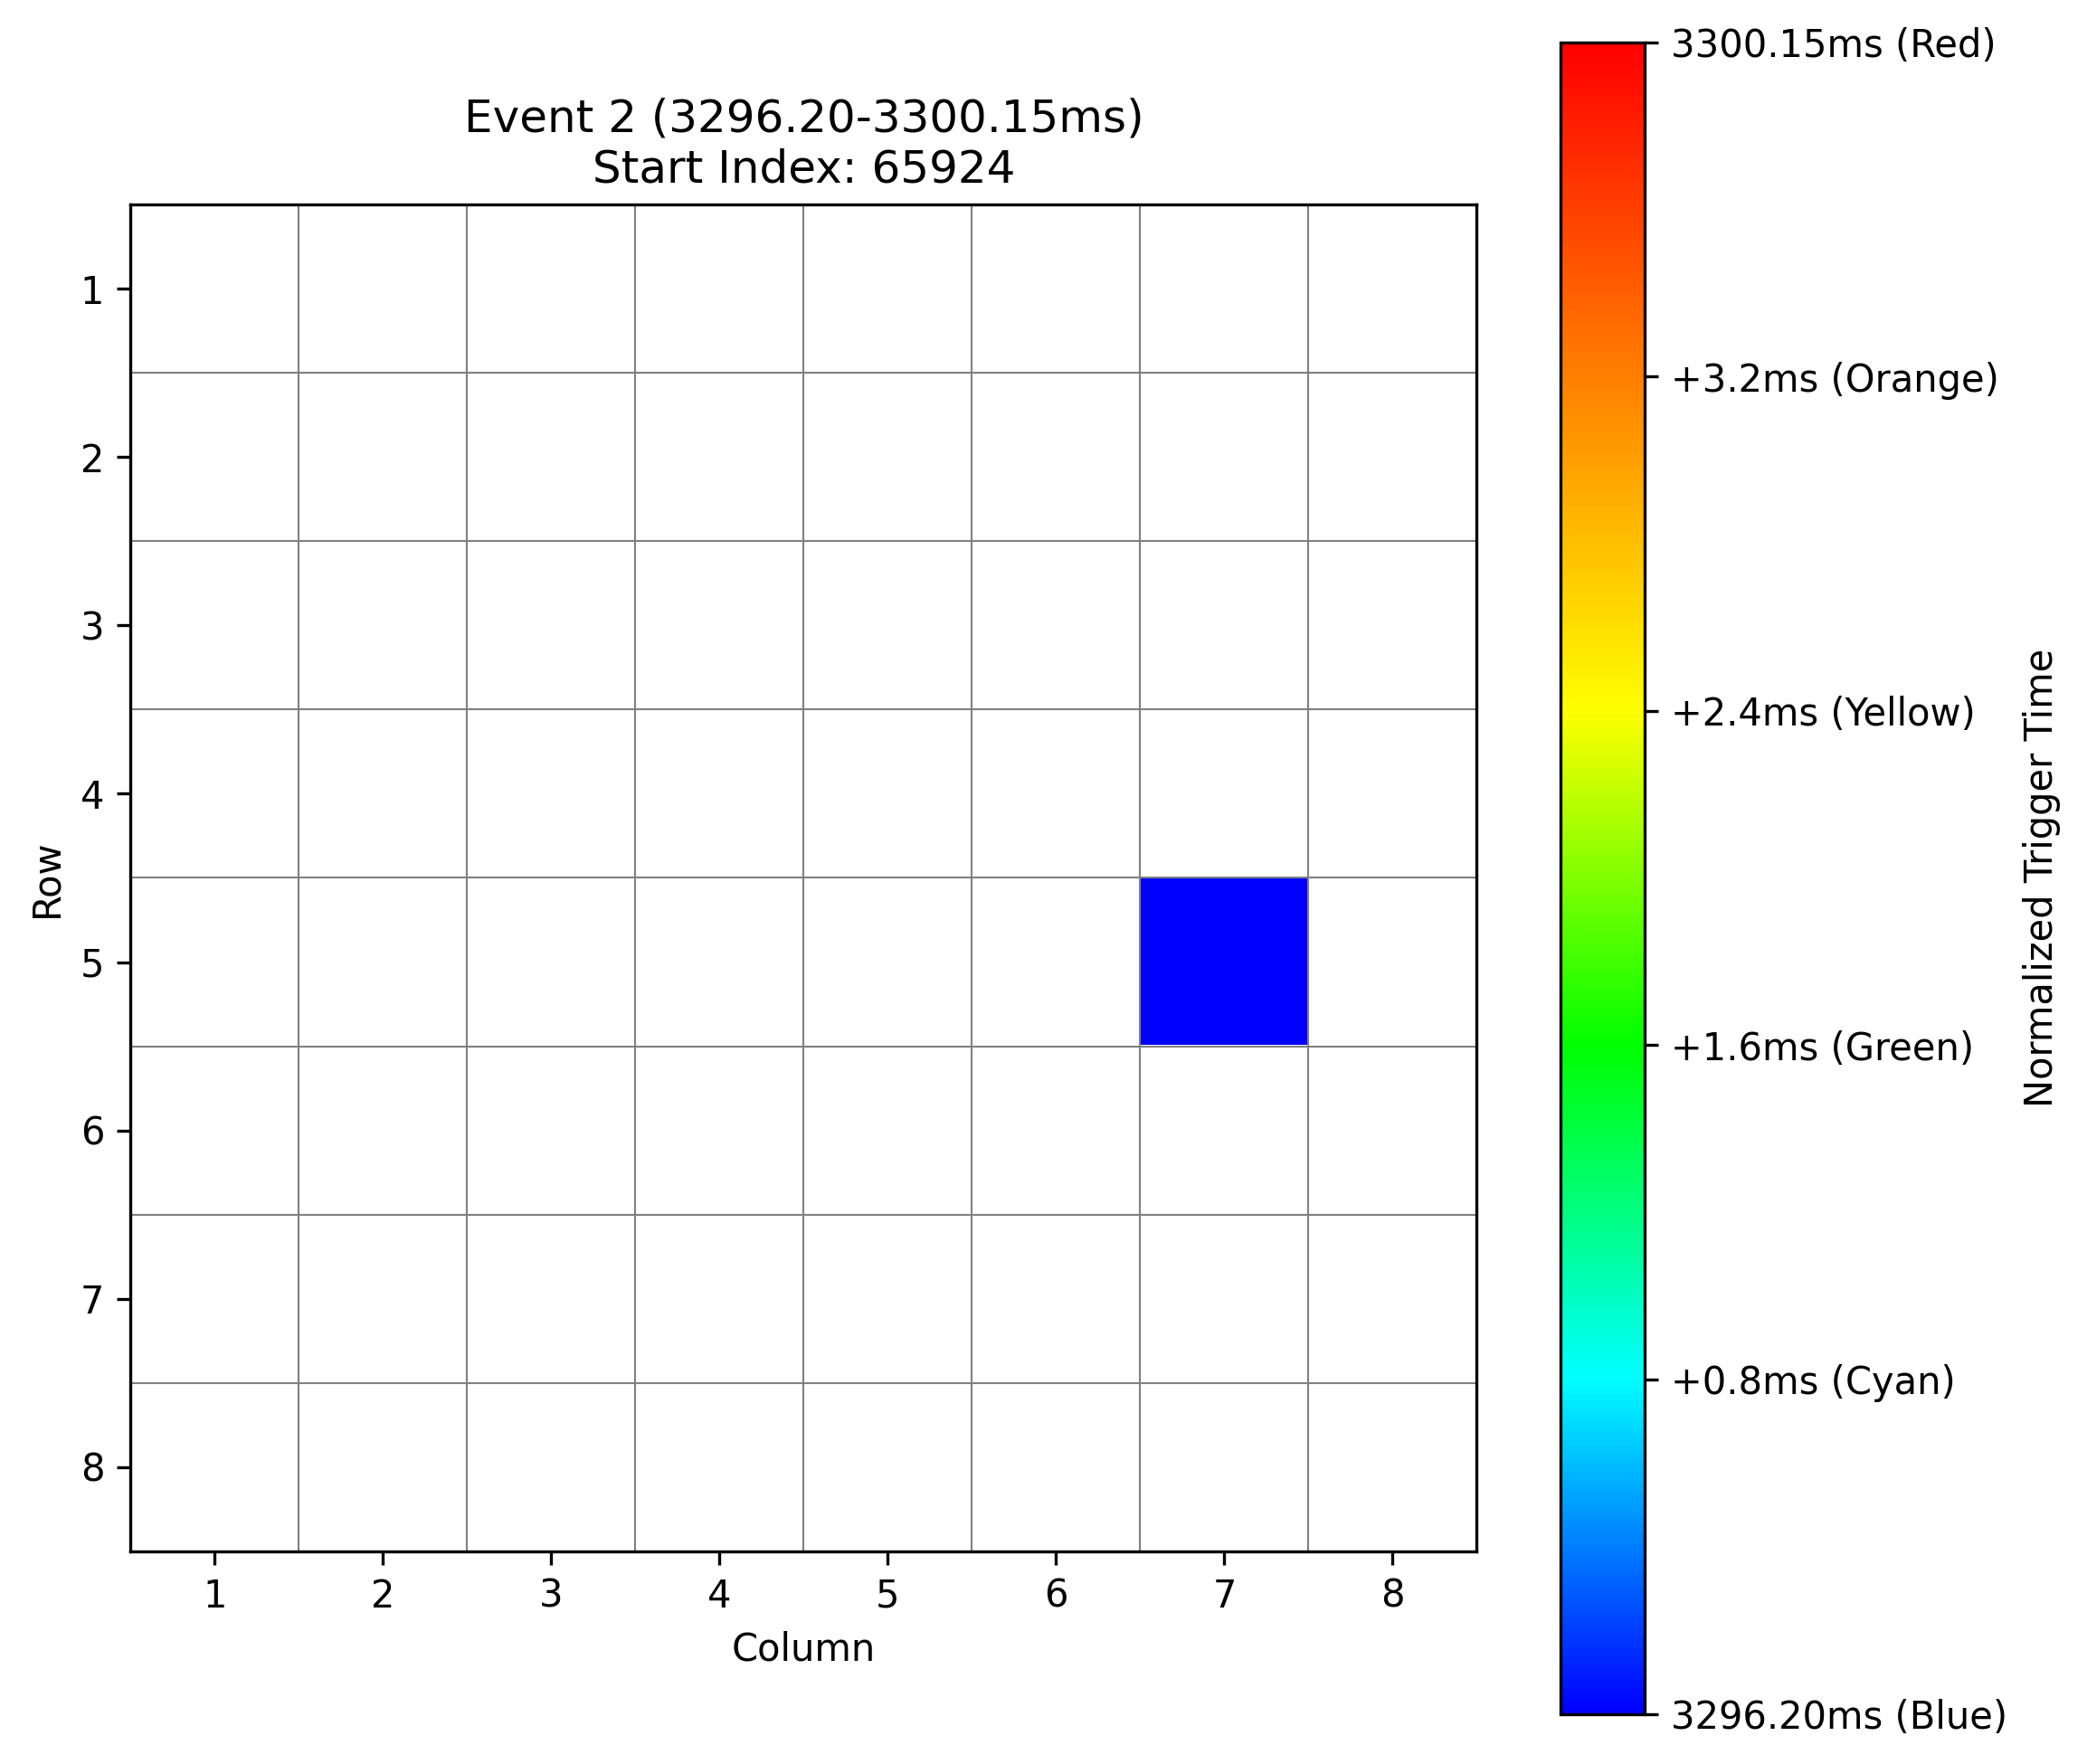 Event 2 (3296.20-3300.15ms)
Start Index: 65924
Row
1
2
3
4
5
6
7
8
1 2 3 4 5 6 7 8
Column
3300.15ms (Red)
+3.2ms (Orange)
+2.4ms (Yellow)
+1.6ms (Green)
+0.8ms (Cyan)
3296.20ms (Blue)
Normalized Trigger Time